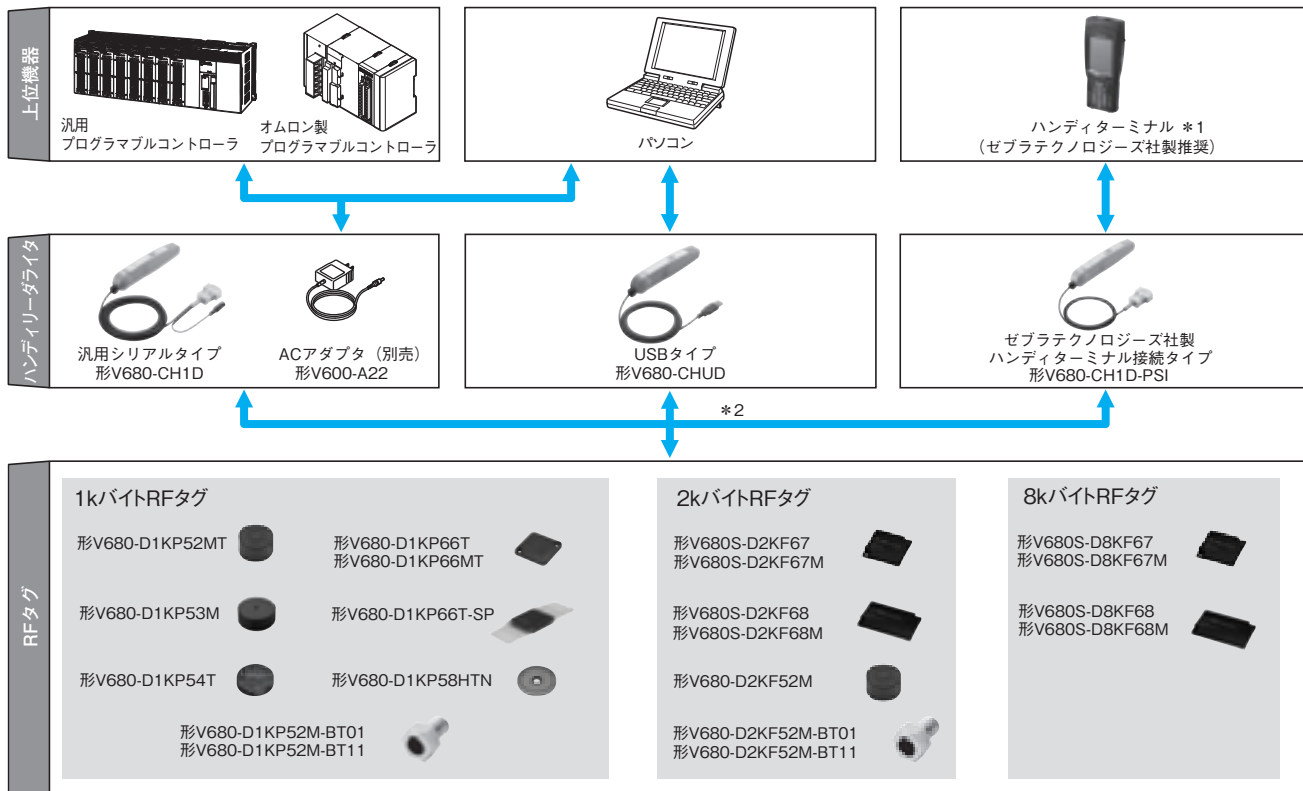 上位機器
汎用
プログラマブルコントローラ
オムロン製
プログラマブルコントローラ
パソコン
ハンディターミナル *1
(ゼブラテクノロジーズ社製推奨)
ハンディリーダライタ
汎用シリアルタイプ
形V680-CH1D
ACアダプタ(別売)
形V600-A22
USBタイプ
形V680-CHUD
ゼブラテクノロジーズ社製
ハンディターミナル接続タイプ
形V680-CH1D-PSI
*2
RFタグ
1kバイトRFタグ
形V680-D1KP52MT
形V680-D1KP66T
形V680-D1KP66MT
形V680-D1KP53M
形V680-D1KP66T-SP
形V680-D1KP54T
形V680-D1KP58HTN
形V680-D1KP52M-BT01
形V680-D1KP52M-BT11
2kバイトRFタグ
形V680S-D2KF67
形V680S-D2KF67M
形V680S-D2KF68
形V680S-D2KF68M
形V680-D2KF52M
形V680-D2KF52M-BT01
形V680-D2KF52M-BT11
8kバイトRFタグ
形V680S-D8KF67
形V680S-D8KF67M
形V680S-D8KF68
形V680S-D8KF68M